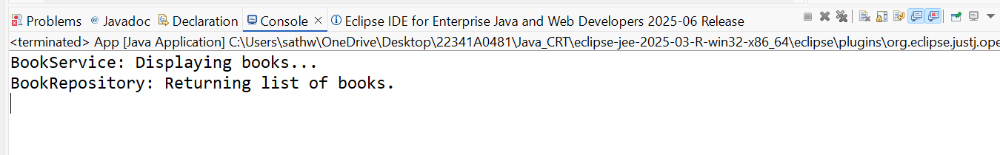 Problems @ Javadoc Declaration Console Eclipse IDE for Enterprise Java and Web Developers 2025-06 Release
<terminated> App [Java Application] C:\Users\sathw\OneDrive\Desktop\22341A0481\Java_CRT\eclipse-jee-2025-03-R-win32-x86_64\eclipse\plugins\org.eclipse.justj.ope
BookService: Displaying books...
BookRepository: Returning list of books.